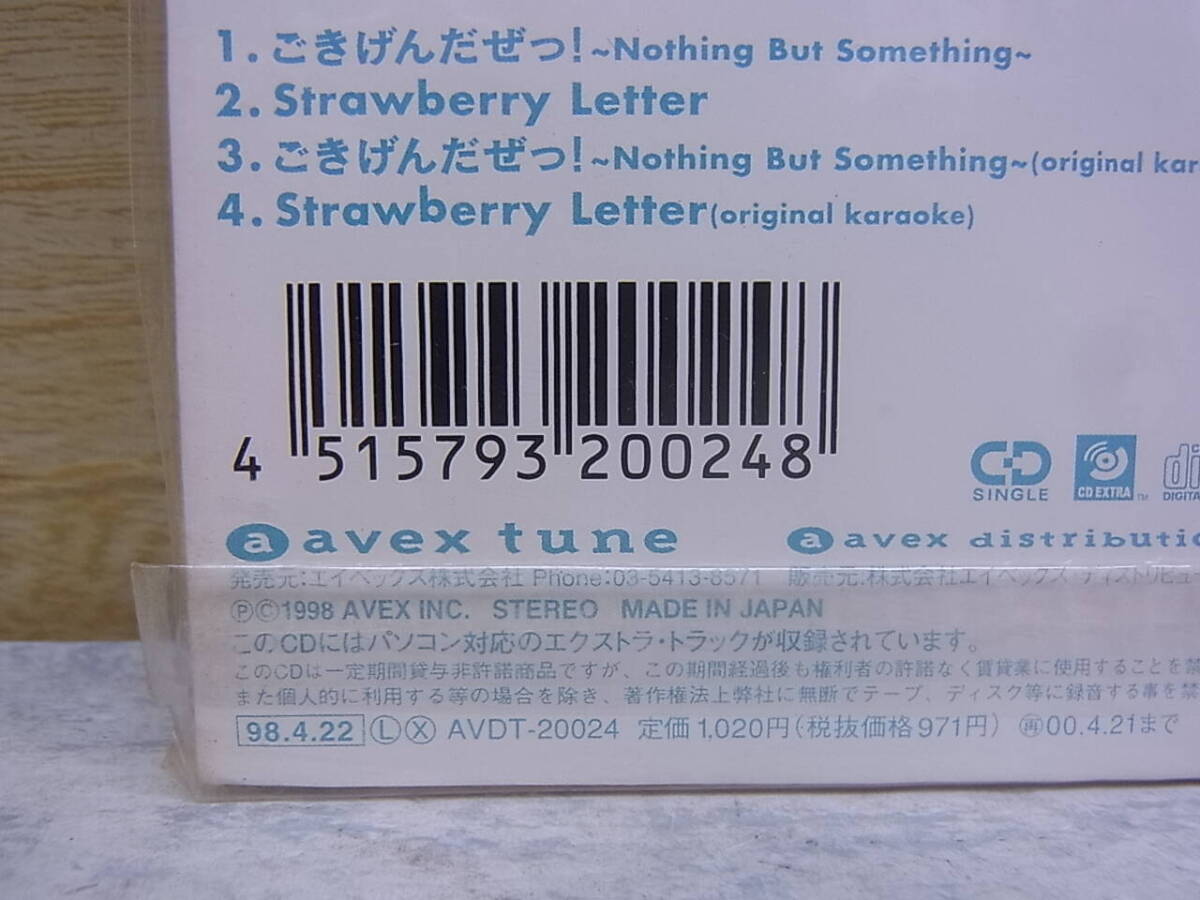 1. ごきげんだぜっ!~Nothing But Something~
2. Strawberry Letter
3. ごきげんだぜっ!~Nothing But Something~(original kar
4. Strawberry Letter(original karaoke)
4 515793 200248
CD SINGLE
CD EXTRA TM
DIGITAL
a avex tune
a avex distributio
発売元:エイベックス株式会社 Phone:03-5413-8571 販売元:株式会社エイベックス・ディストリビュー
ⓅⒸ1998 AVEX INC. STEREO MADE IN JAPAN
このCDにはパソコン対応のエクストラ・トラックが収録されています。
このCDは一定期間貸与非許諾商品ですが、この期間経過後も権利者の許諾なく賃貸業に使用することを禁
また個人的に利用する等の場合を除き、著作権法上弊社に無断でテープ、ディスク等に録音する事を禁
98.4.22 Ⓛ Ⓧ AVDT-20024 定価1,020円(税抜価格971円) ㊢00.4.21まで